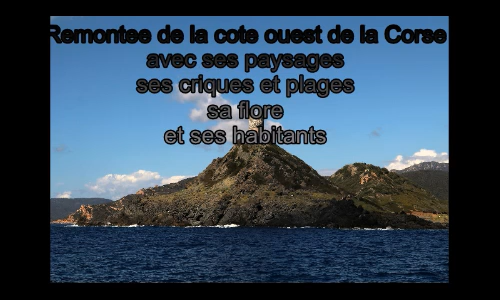 Remontee de la cote ouest de la Corse
avec ses paysages
ses criques et plages
sa flore
et ses habitants